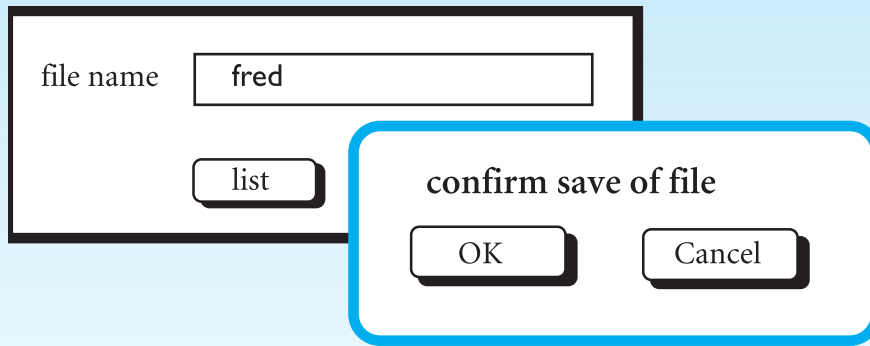 file name
fred
list
confirm save of file
OK
Cancel